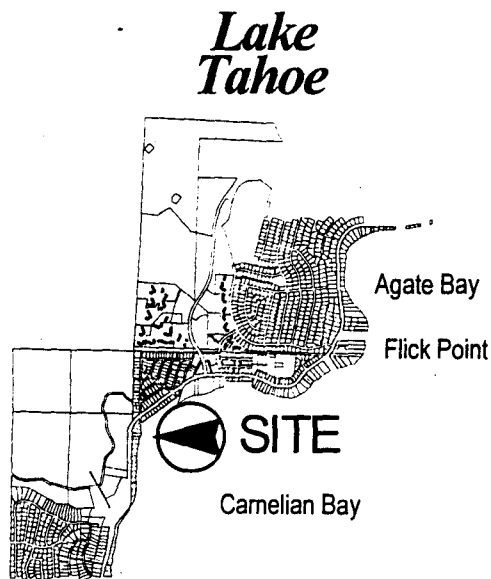 Lake
Tahoe
Agate Bay
Flick Point
SITE
Carnelian Bay